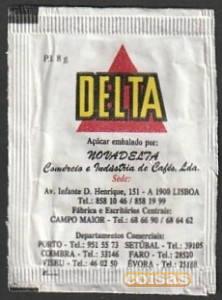 P.l. 8 g
DELTA
Açúcar embalado por:
NOVADELTA
Comércio e Indústria de Cafés, Lda.
Sede:
Av. Infante D. Henrique, 151 - A 1900 LISBOA
Tel.: 858 10 46 / 858 19 99
Fábrica e Escritórios Centrais:
CAMPO MAIOR - Tel.: 68 66 90 / 68 64 62
Departamentos Comerciais:
PORTO - Tel.: 951 55 73 SETÚBAL - Tel.: 39105
COIMBRA - Tel.: 33146 FARO - Tel.: 28520
VISEU - Tel.: 46 02 50 ÉVORA - Tel.:
coisas